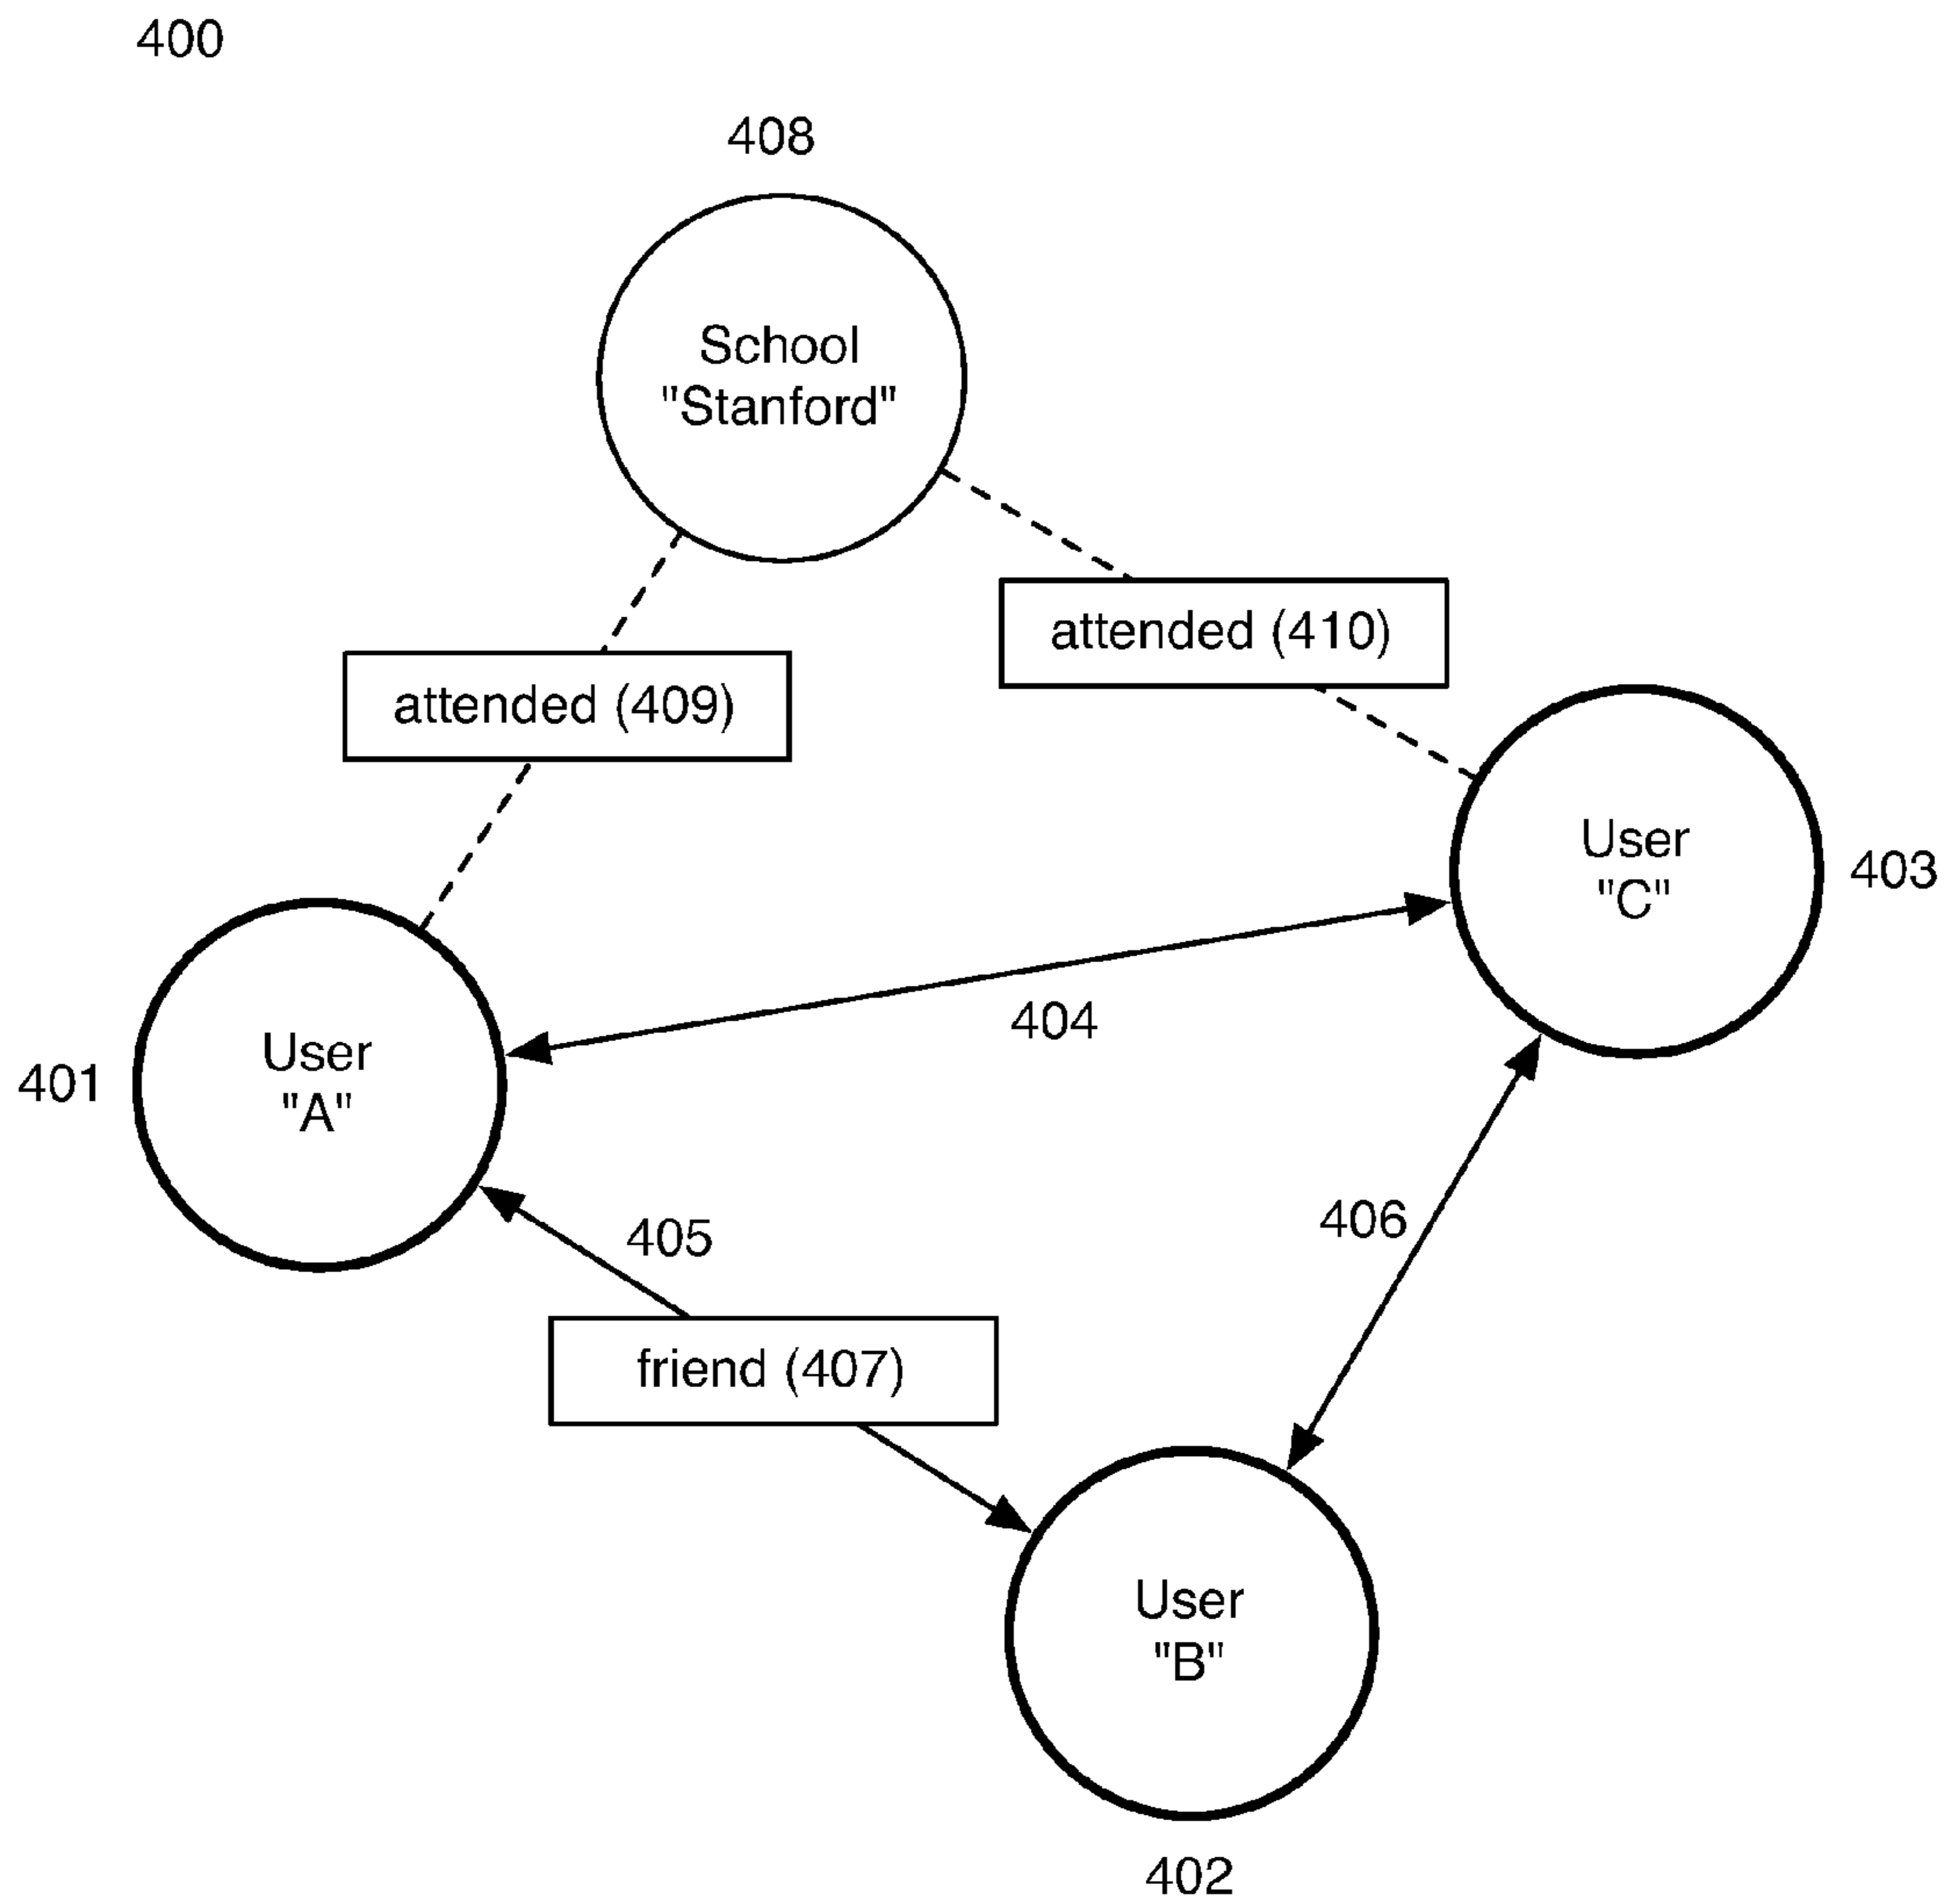 400
408
School
"Stanford"
attended (410)
attended (409)
User
"C"
403
404
User
"A"
401
406
405
friend (407)
User
"B"
402